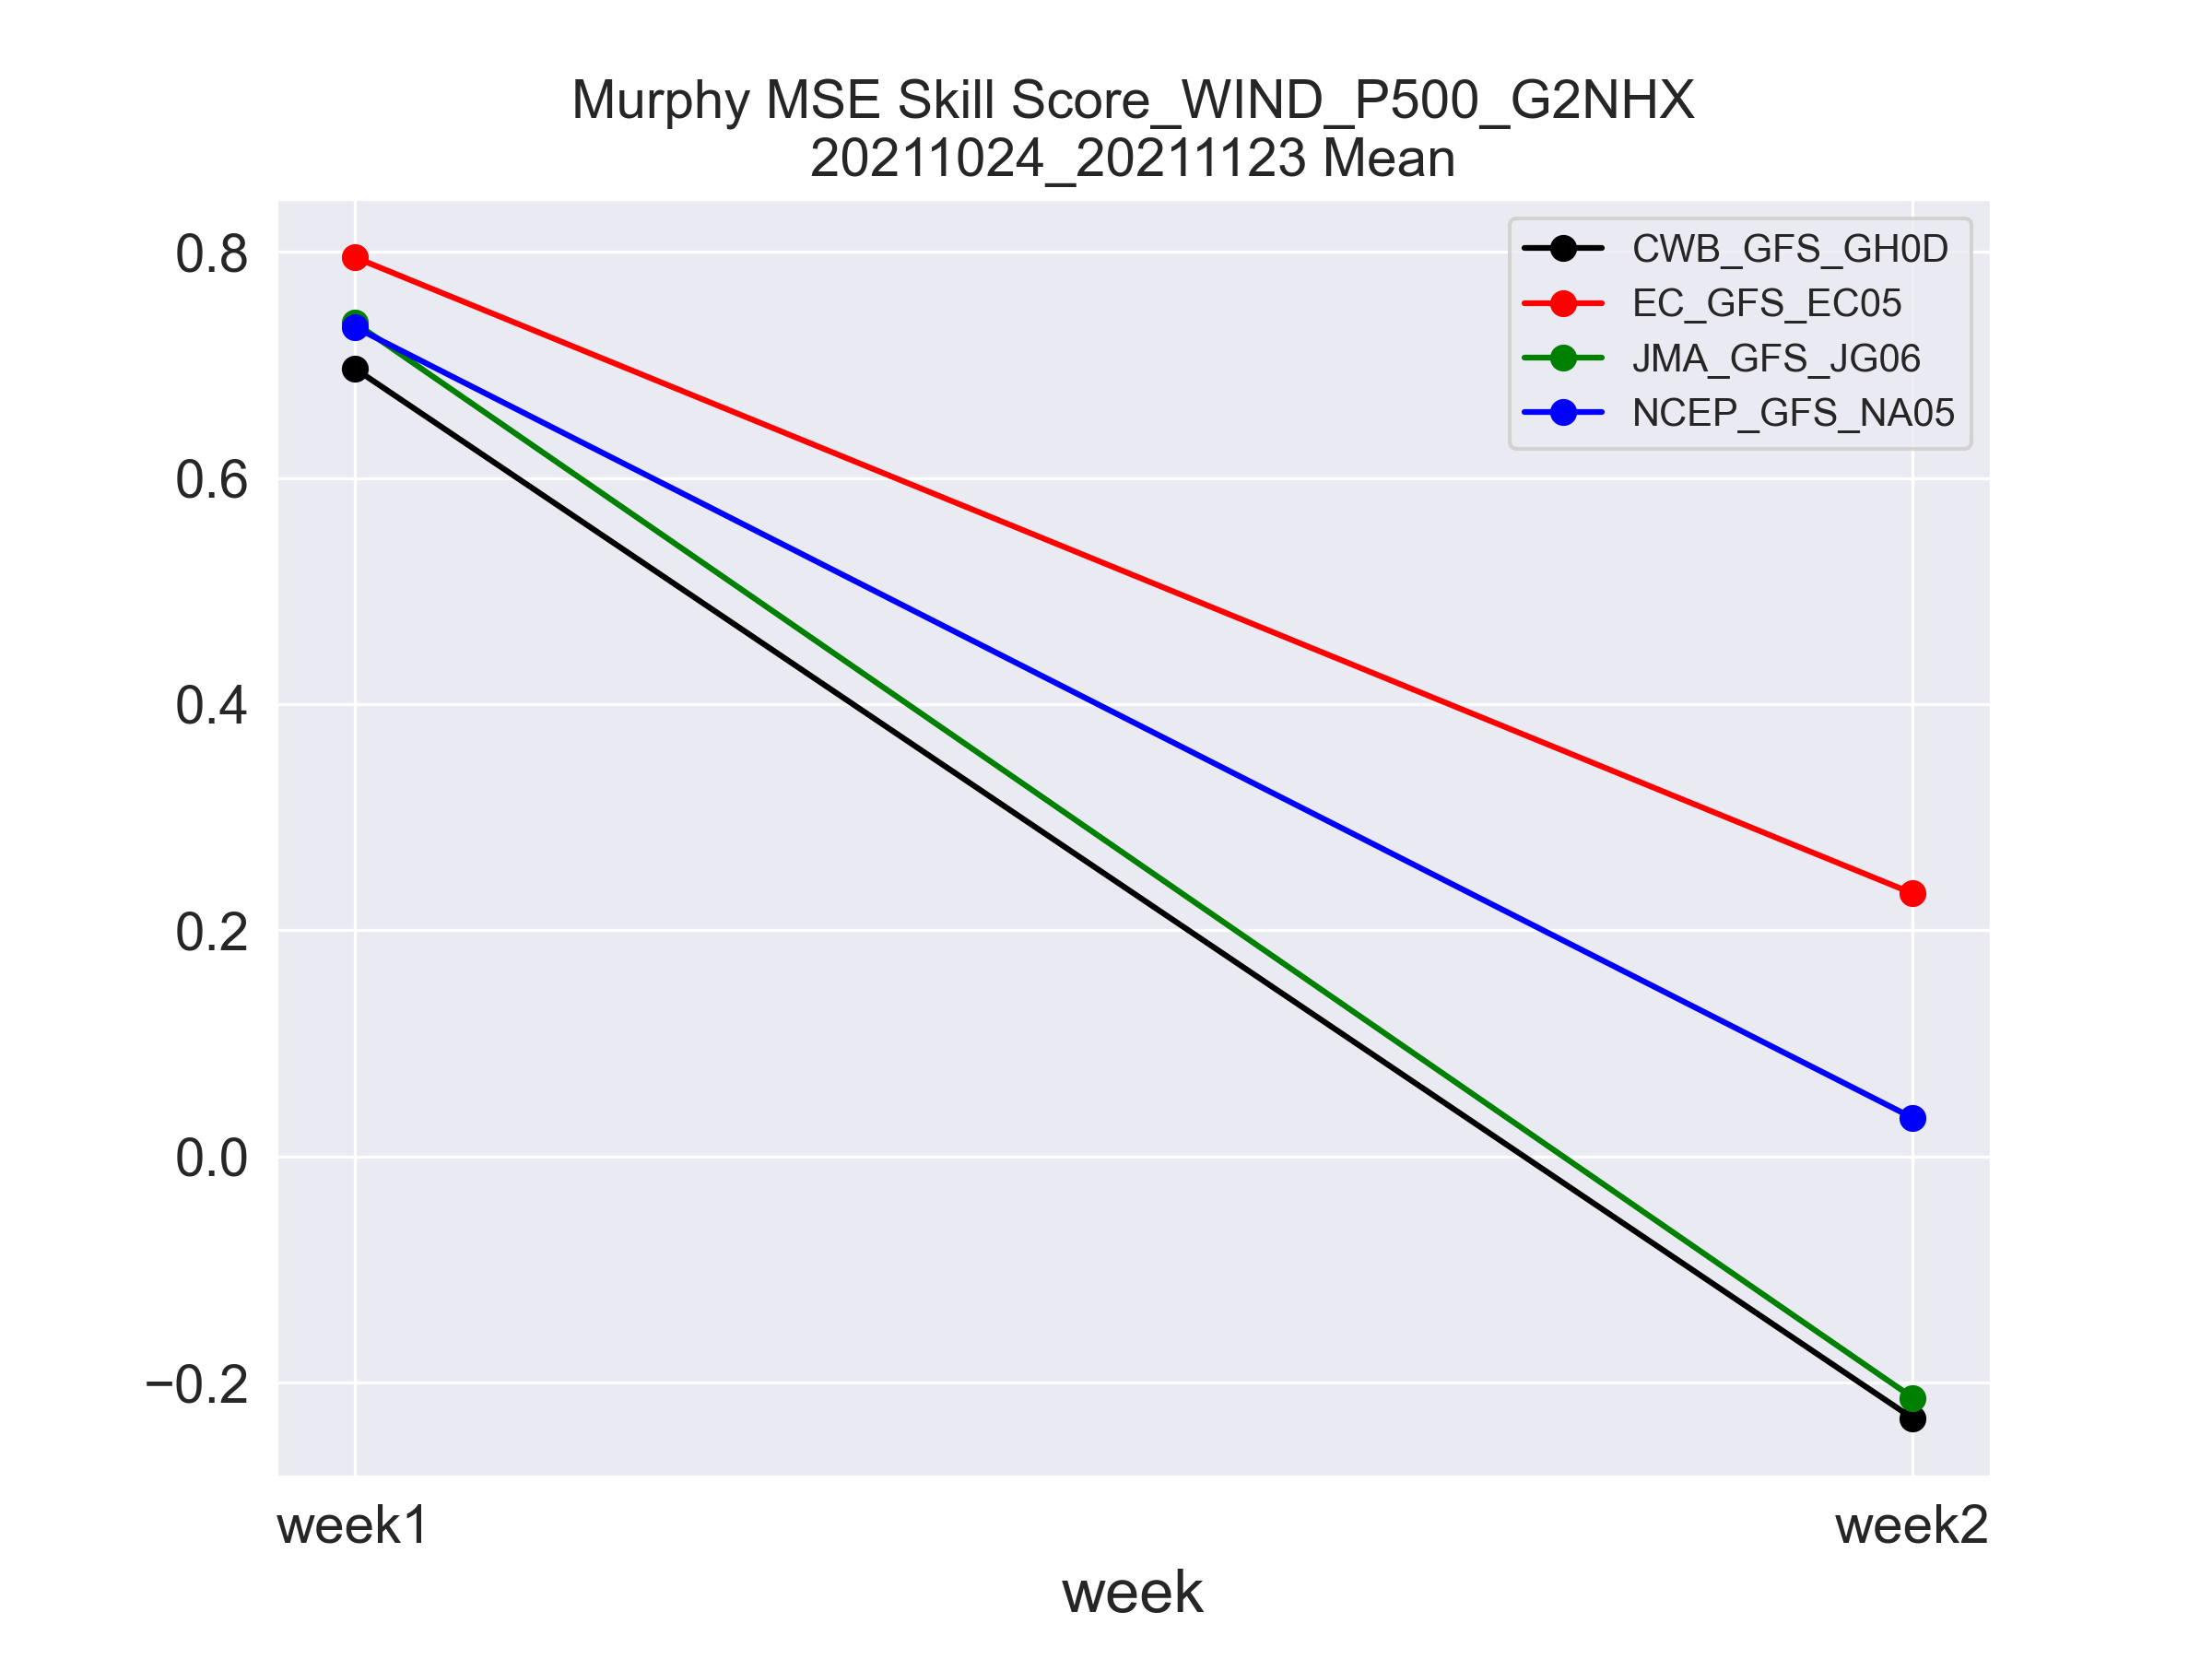 Murphy MSE Skill Score_WIND_P500_G2NHX
20211024_20211123 Mean
0.8
0.6
0.4
0.2
0.0
−0.2
CWB_GFS_GH0D
EC_GFS_EC05
JMA_GFS_JG06
NCEP_GFS_NA05
week1
week2
week